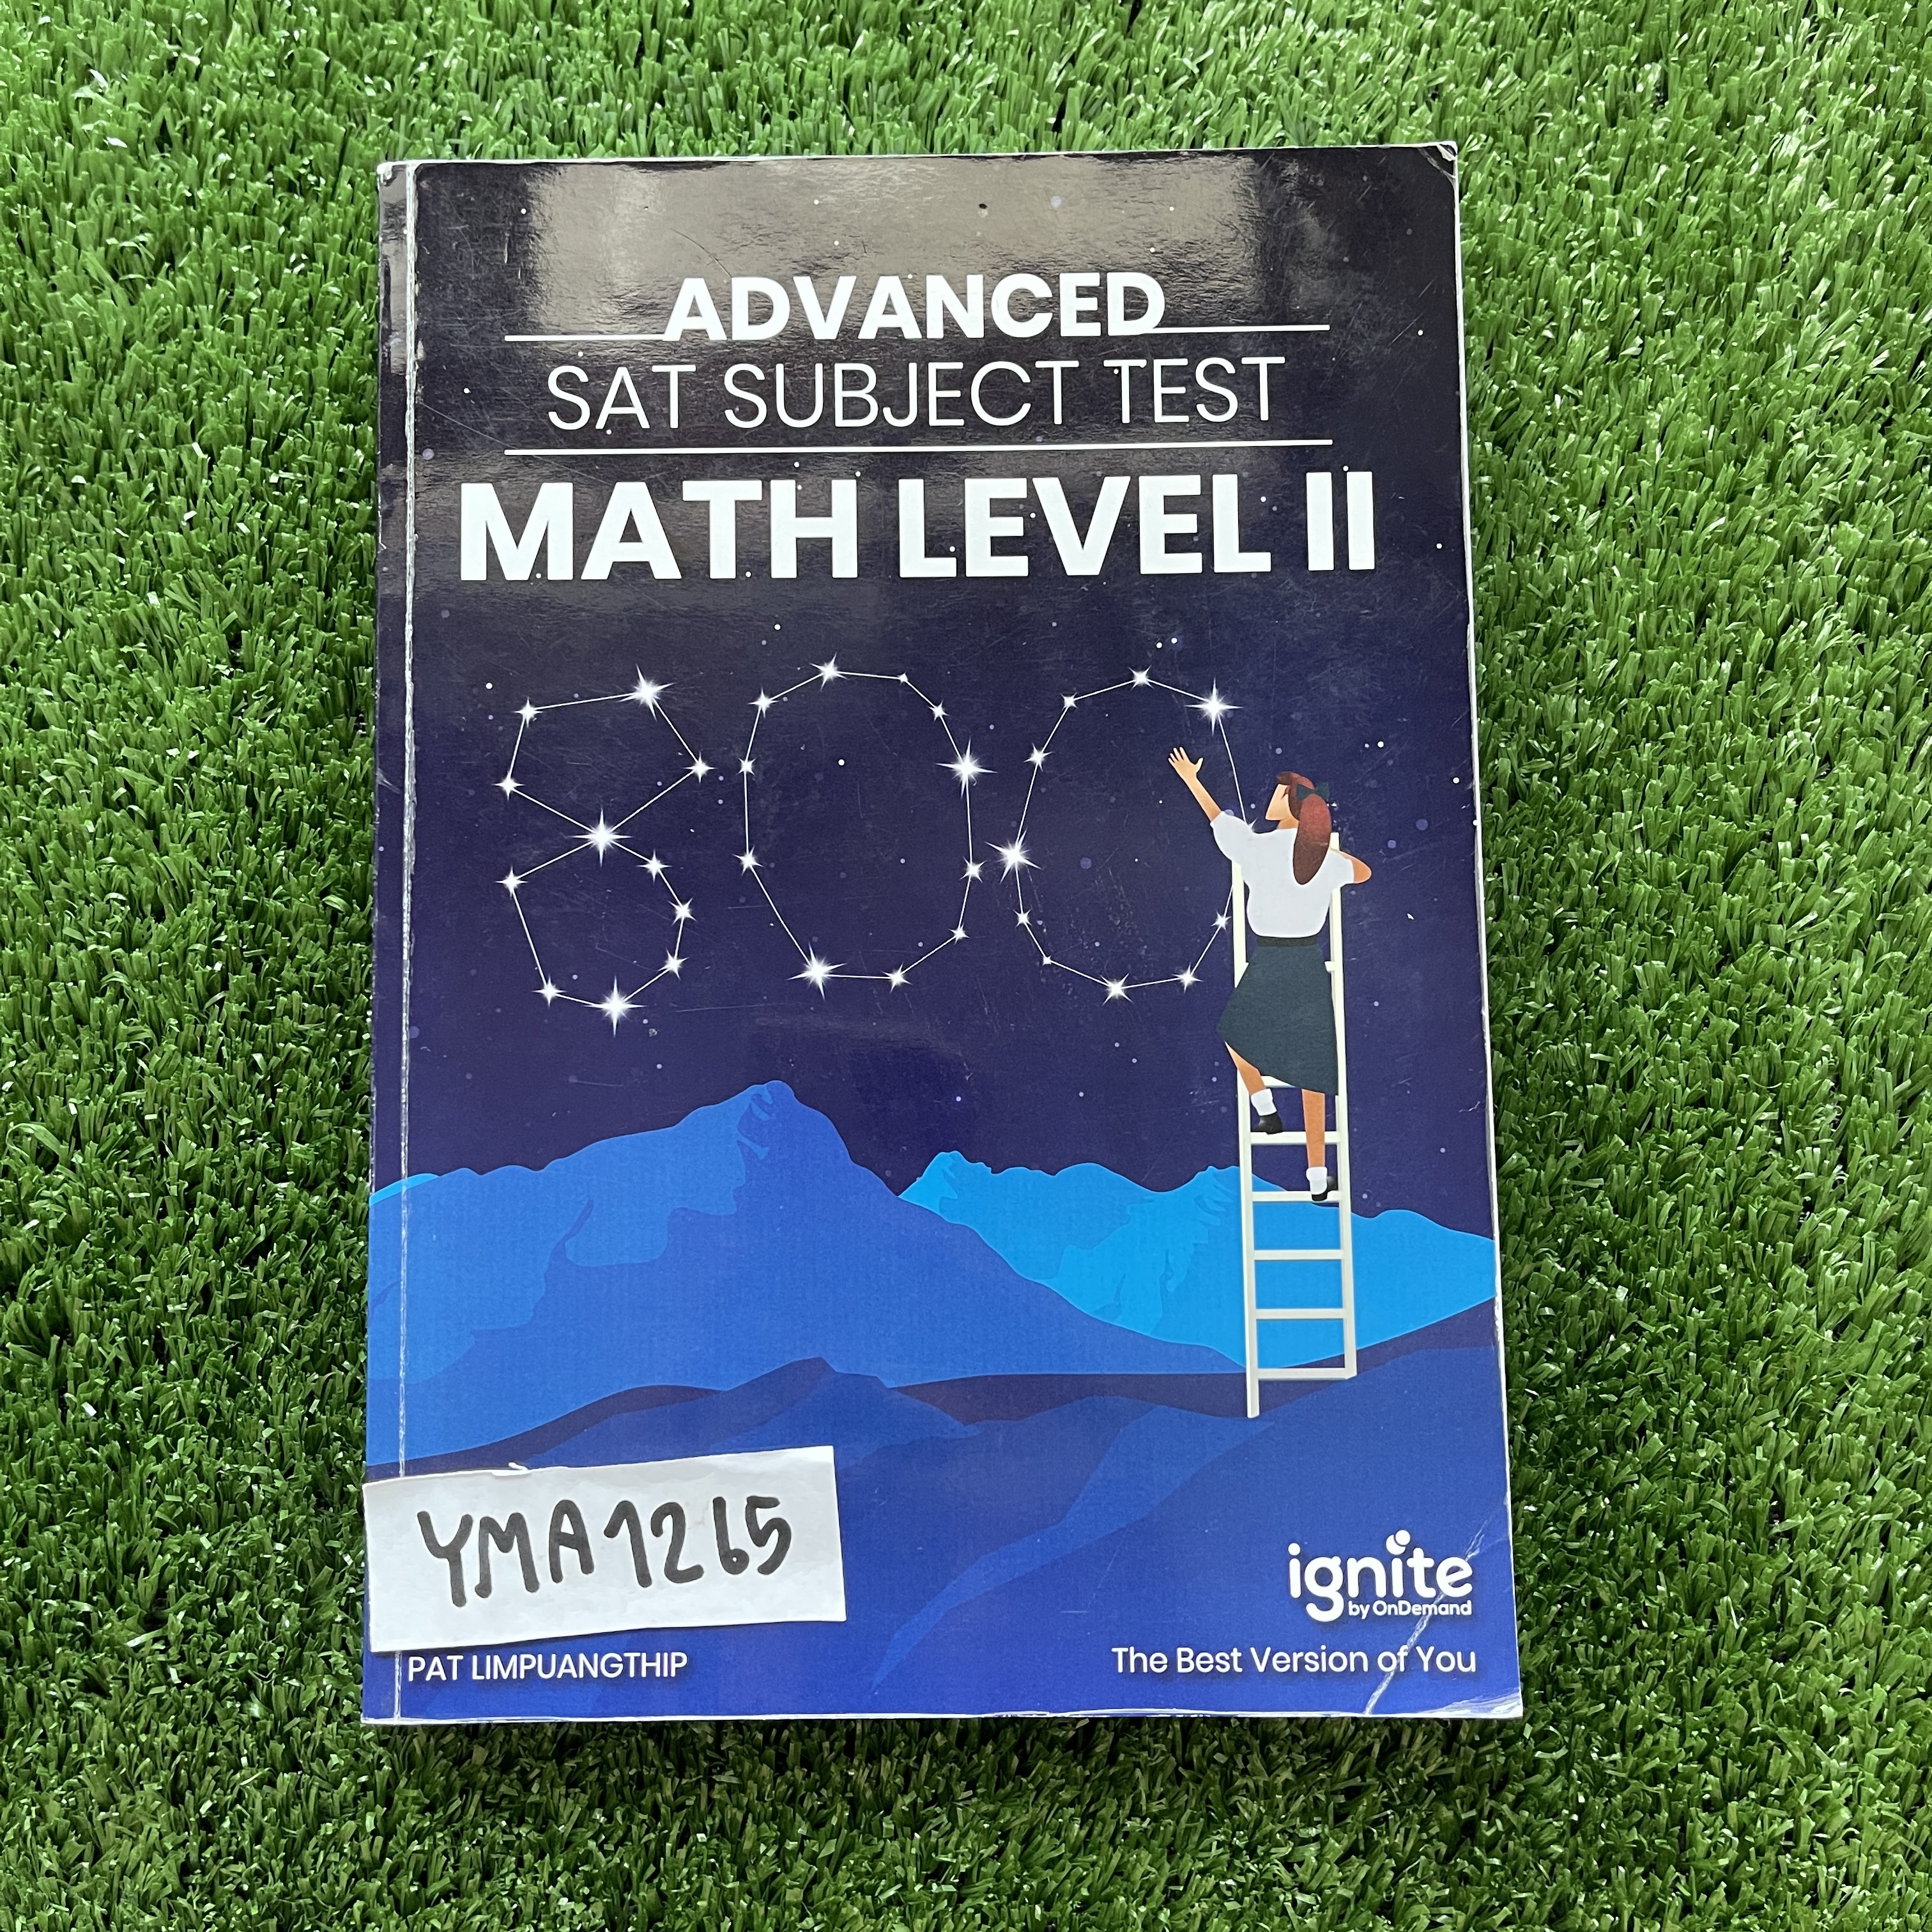 ADVANCED
SAT SUBJECT TEST
MATH LEVEL II
800
YMA1265
ignite
by OnDemand
PAT LIMPUANGTHIP
The Best Version of You